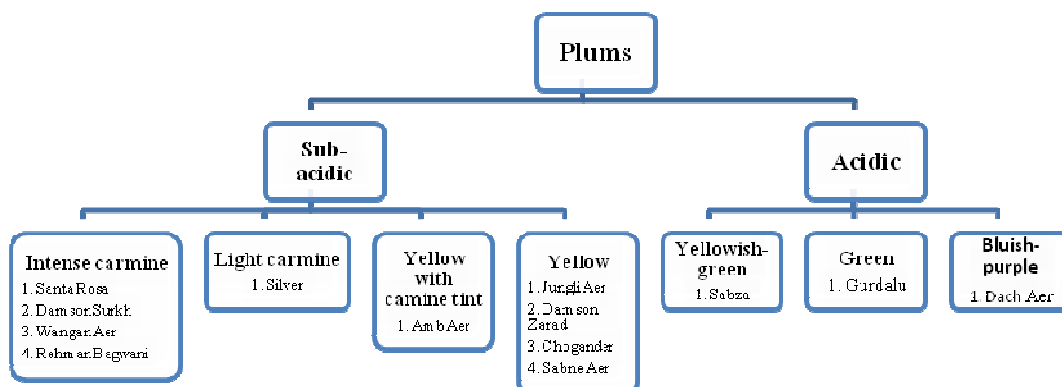 Plums
Sub-
acidic
Acidic
Intense carmine
1. Santa Rosa
2. Damson Surkh
3. Wangan Aer
4. Rehman Bagwani
Light carmine
1. Silver
Yellow
with
camine tint
1. Amb Aer
Yellow
1. Jungli Aer
2. Damson
Zarad
3. Chogander
4. Sabne Aer
Yellowish-
green
1. Sabza
Green
1. Gurdalu
Bluish-
purple
1. Dach Aer